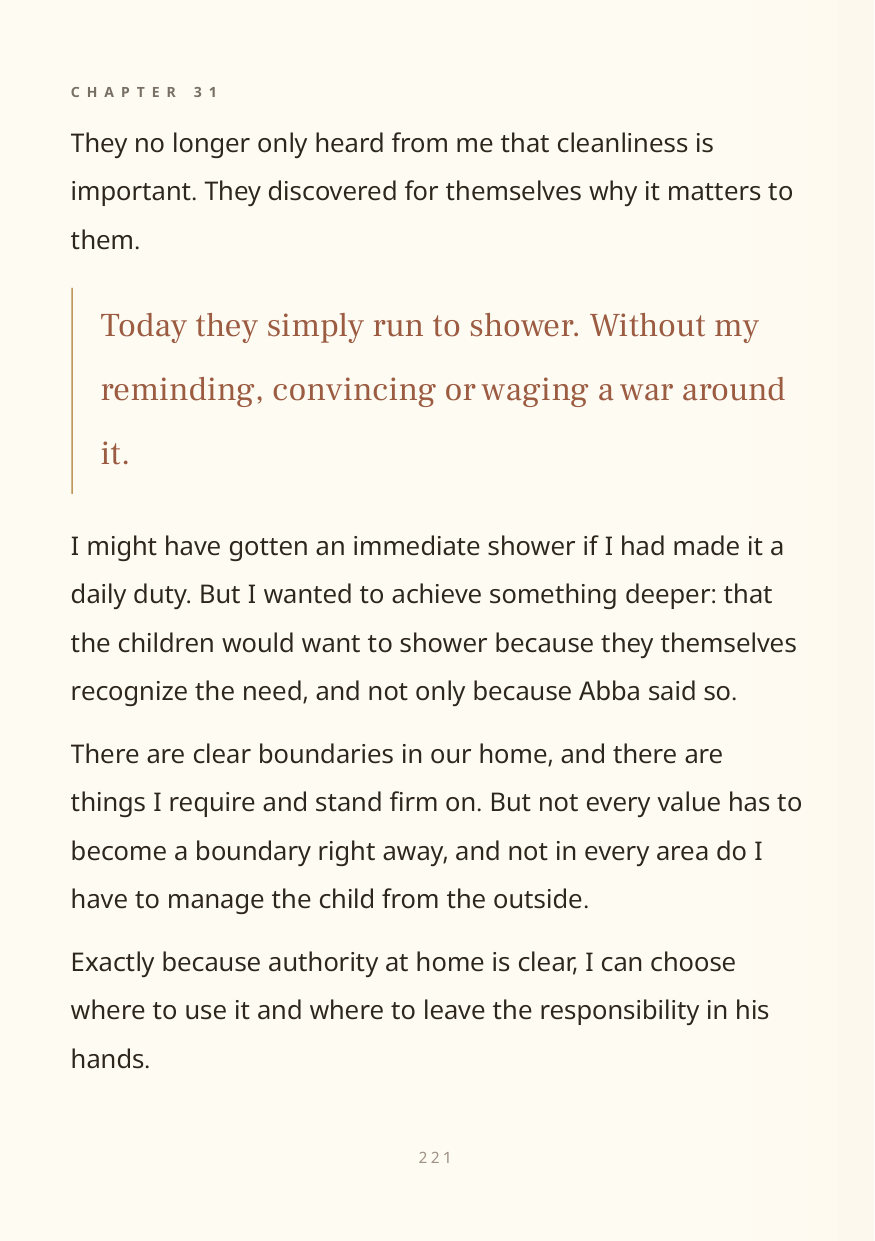 CHAPTER 31
They no longer only heard from me that cleanliness is
important. They discovered for themselves why it matters to
them.
Today they simply run to shower. Without my
reminding, convincing or waging a war around
it.
I might have gotten an immediate shower if I had made it a
daily duty. But I wanted to achieve something deeper: that
the children would want to shower because they themselves
recognize the need, and not only because Abba said so.
There are clear boundaries in our home, and there are
things I require and stand firm on. But not every value has to
become a boundary right away, and not in every area do I
have to manage the child from the outside.
Exactly because authority at home is clear, I can choose
where to use it and where to leave the responsibility in his
hands.
221